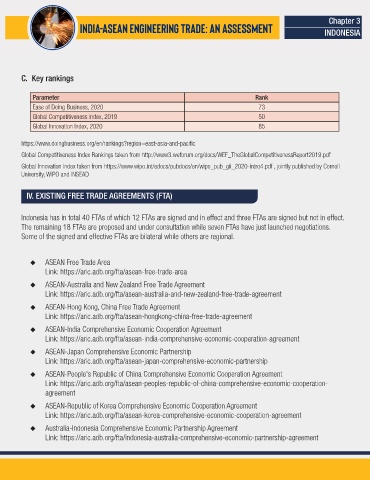 INDIA-ASEAN ENGINEERING TRADE: AN ASSESSMENT
Chapter 3
INDONESIA
C. Key rankings
Parameter Rank
Ease of Doing Business, 2020 73
Global Competitiveness index, 2019 50
Global Innovation Index, 2020 85
https://www.doingbusiness.org/en/rankings?region=east-asia-and-pacific
Global Competitiveness Index Rankings taken from http://www3.weforum.org/docs/WEF_TheGlobalCompetitivenessReport2019.pdf
Global Innovation index taken from https://www.wipo.int/edocs/pubdocs/en/wipo_pub_gii_2020-intro4.pdf , jointly published by Cornell
University, WIPO and INSEAD
IV. EXISTING FREE TRADE AGREEMENTS (FTA)
Indonesia has in total 40 FTAs of which 12 FTAs are signed and in effect and three FTAs are signed but not in effect.
The remaining 18 FTAs are proposed and under consultation while seven FTAs have just launched negotiations.
Some of the signed and effective FTAs are bilateral while others are regional.
◆ ASEAN Free Trade Area
Link: https://aric.adb.org/fta/asean-free-trade-area
◆ ASEAN-Australia and New Zealand Free Trade Agreement
Link: https://aric.adb.org/fta/asean-australia-and-new-zealand-free-trade-agreement
◆ ASEAN-Hong Kong, China Free Trade Agreement
Link: https://aric.adb.org/fta/asean-hongkong-china-free-trade-agreement
◆ ASEAN-India Comprehensive Economic Cooperation Agreement
Link: https://aric.adb.org/fta/asean-india-comprehensive-economic-cooperation-agreement
◆ ASEAN-Japan Comprehensive Economic Partnership
Link: https://aric.adb.org/fta/asean-japan-comprehensive-economic-partnership
◆ ASEAN-People's Republic of China Comprehensive Economic Cooperation Agreement
Link: https://aric.adb.org/fta/asean-peoples-republic-of-china-comprehensive-economic-cooperation-
agreement
◆ ASEAN-Republic of Korea Comprehensive Economic Cooperation Agreement
Link: https://aric.adb.org/fta/asean-korea-comprehensive-economic-cooperation-agreement
◆ Australia-Indonesia Comprehensive Economic Partnership Agreement
Link: https://aric.adb.org/fta/indonesia-australia-comprehensive-economic-partnership-agreement